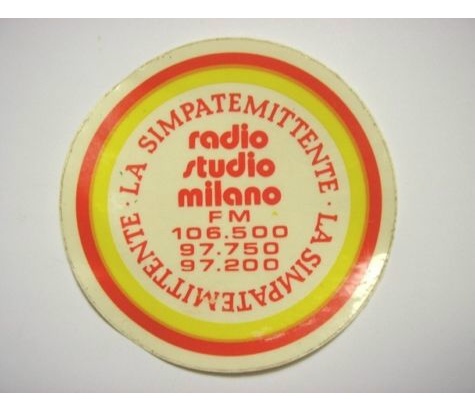 LA SIMPATEMITTENTE · LA SIMPATEMITTENTE ·
radio
studio
milano
FM
106.500
97.750
97.200